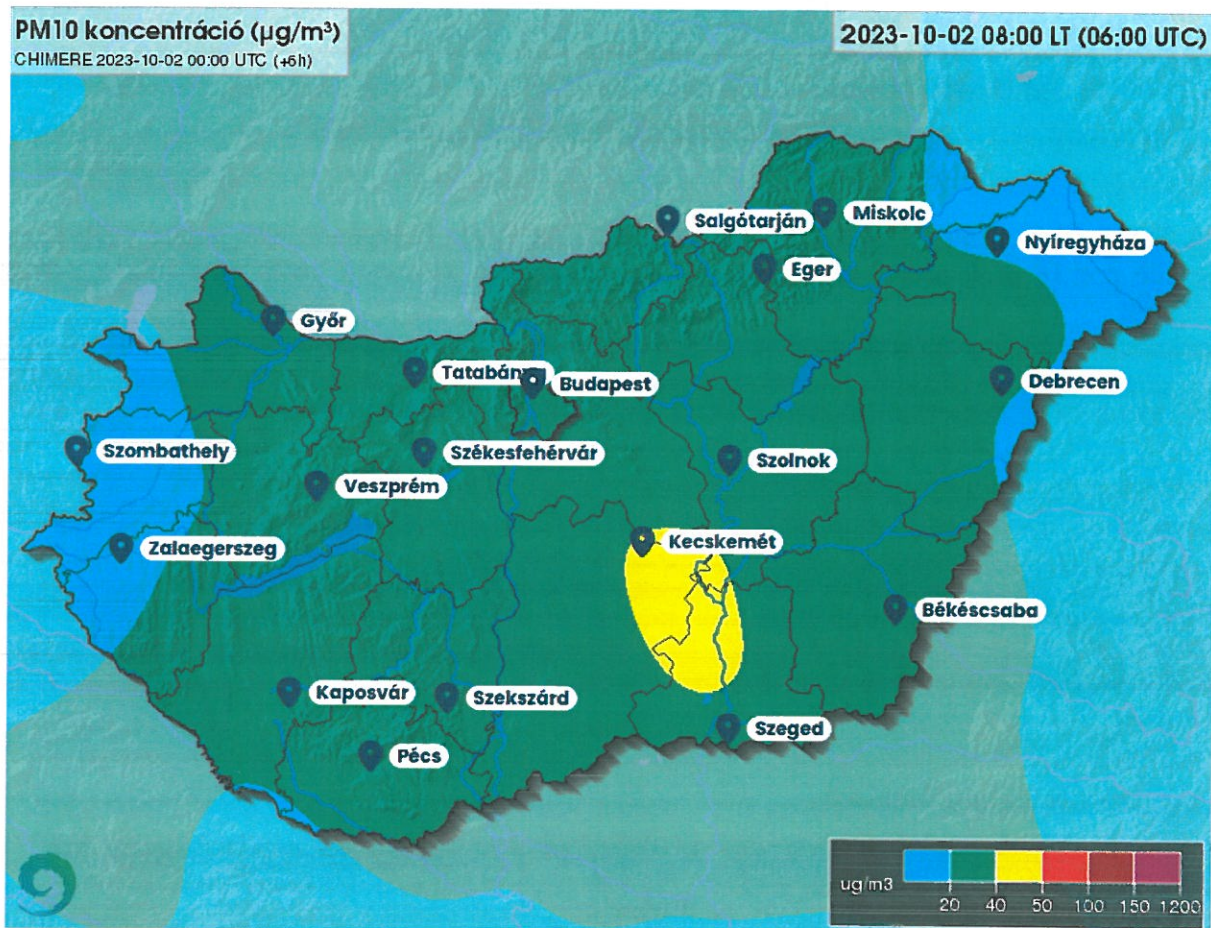 PM10 koncentráció (µg/m³)
CHIMERE 2023-10-02 00:00 UTC (+6h)
2023-10-02 08:00 LT (06:00 UTC)
Salgótarján
Miskolc
Nyíregyháza
Eger
Győr
Tatabán
Budapest
Debrecen
Szombathely
Székesfehérvár
Szolnok
Veszprém
Kecskemét
Zalaegerszeg
Békéscsaba
Kaposvár
Szekszárd
Szeged
Pécs
ug/m3
20 40 50 100 150 1200